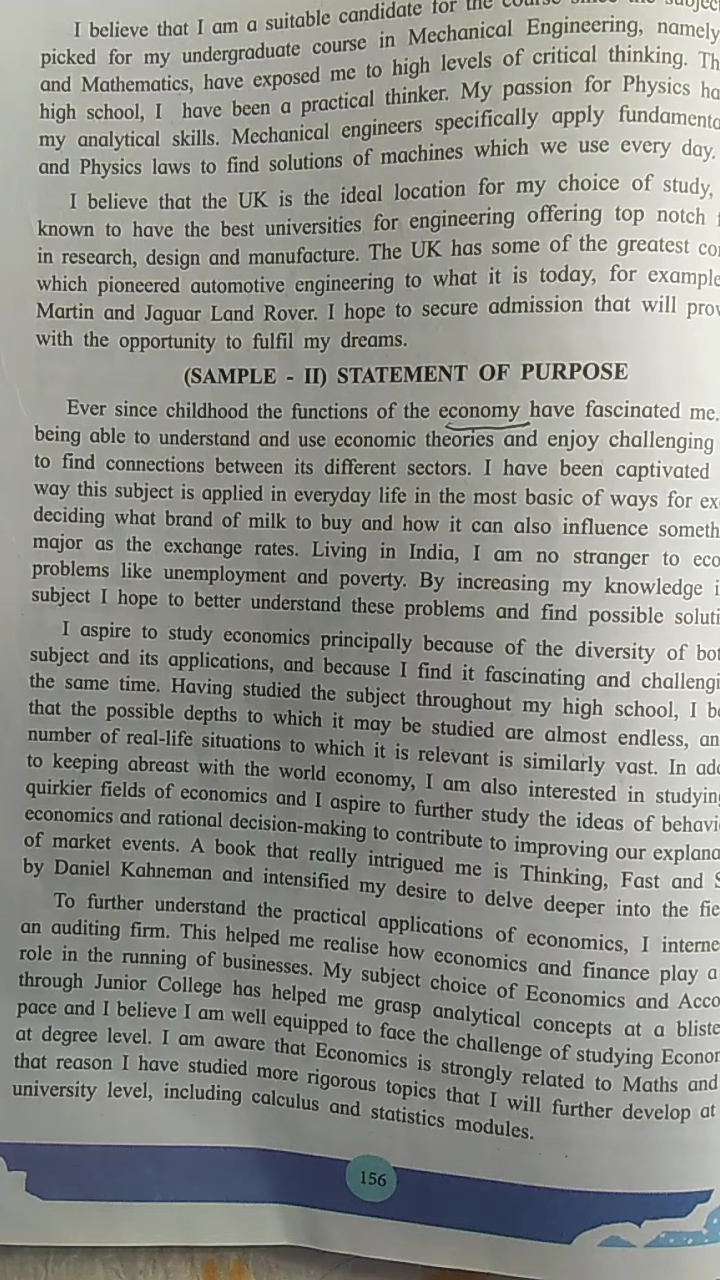 I believe that I am a suitable candidate for the course since the subject
picked for my undergraduate course in Mechanical Engineering, namely
and Mathematics, have exposed me to high levels of critical thinking. Th
high school, I have been a practical thinker. My passion for Physics ha
my analytical skills. Mechanical engineers specifically apply fundamenta
and Physics laws to find solutions of machines which we use every day.
I believe that the UK is the ideal location for my choice of study,
known to have the best universities for engineering offering top notch
in research, design and manufacture. The UK has some of the greatest co
which pioneered automotive engineering to what it is today, for example
Martin and Jaguar Land Rover. I hope to secure admission that will prov
with the opportunity to fulfil my dreams.
(SAMPLE - II) STATEMENT OF PURPOSE
Ever since childhood the functions of the economy have fascinated me.
being able to understand and use economic theories and enjoy challenging
to find connections between its different sectors. I have been captivated
way this subject is applied in everyday life in the most basic of ways for ex
deciding what brand of milk to buy and how it can also influence someth
major as the exchange rates. Living in India, I am no stranger to eco
problems like unemployment and poverty. By increasing my knowledge i
subject I hope to better understand these problems and find possible soluti
I aspire to study economics principally because of the diversity of bot
subject and its applications, and because I find it fascinating and challengi
the same time. Having studied the subject throughout my high school, I be
that the possible depths to which it may be studied are almost endless, an
number of real-life situations to which it is relevant is similarly vast. In add
to keeping abreast with the world economy, I am also interested in studying
quirkier fields of economics and I aspire to further study the ideas of behavi
economics and rational decision-making to contribute to improving our explana
of market events. A book that really intrigued me is Thinking, Fast and S
by Daniel Kahneman and intensified my desire to delve deeper into the fie
To further understand the practical applications of economics, I interne
an auditing firm. This helped me realise how economics and finance play a
role in the running of businesses. My subject choice of Economics and Acco
through Junior College has helped me grasp analytical concepts at a bliste
pace and I believe I am well equipped to face the challenge of studying Econom
at degree level. I am aware that Economics is strongly related to Maths and
that reason I have studied more rigorous topics that I will further develop at
university level, including calculus and statistics modules.
156